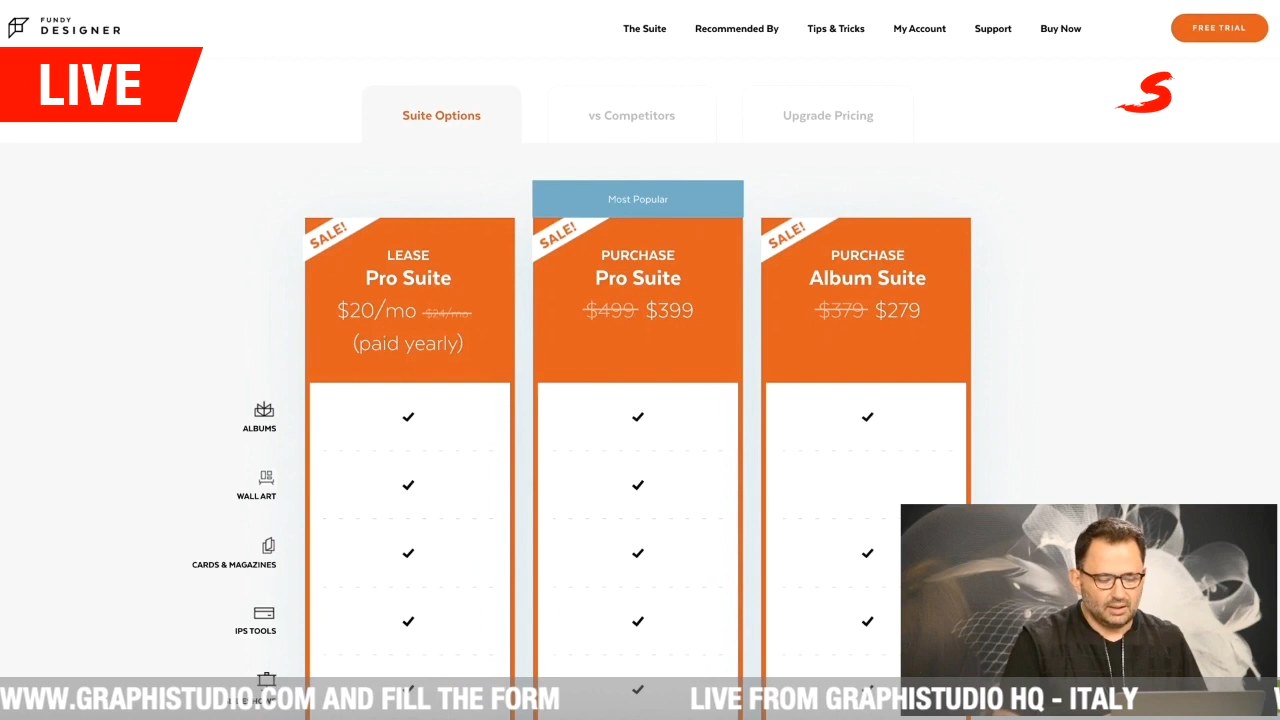 FUNDY
DESIGNER
The Suite
Recommended By
Tips & Tricks
My Account
Support
Buy Now
FREE TRIAL
LIVE
Suite Options
vs Competitors
Upgrade Pricing
Most Popular
SALE!
LEASE
Pro Suite
$20/mo $24/mo
(paid yearly)
SALE!
PURCHASE
Pro Suite
$499 $399
SALE!
PURCHASE
Album Suite
$379 $279
ALBUMS
WALL ART
CARDS & MAGAZINES
IPS TOOLS
WWW.GRAPHISTUDIO.COM AND FILL THE FORM
LIVE FROM GRAPHISTUDIO HQ - ITALY